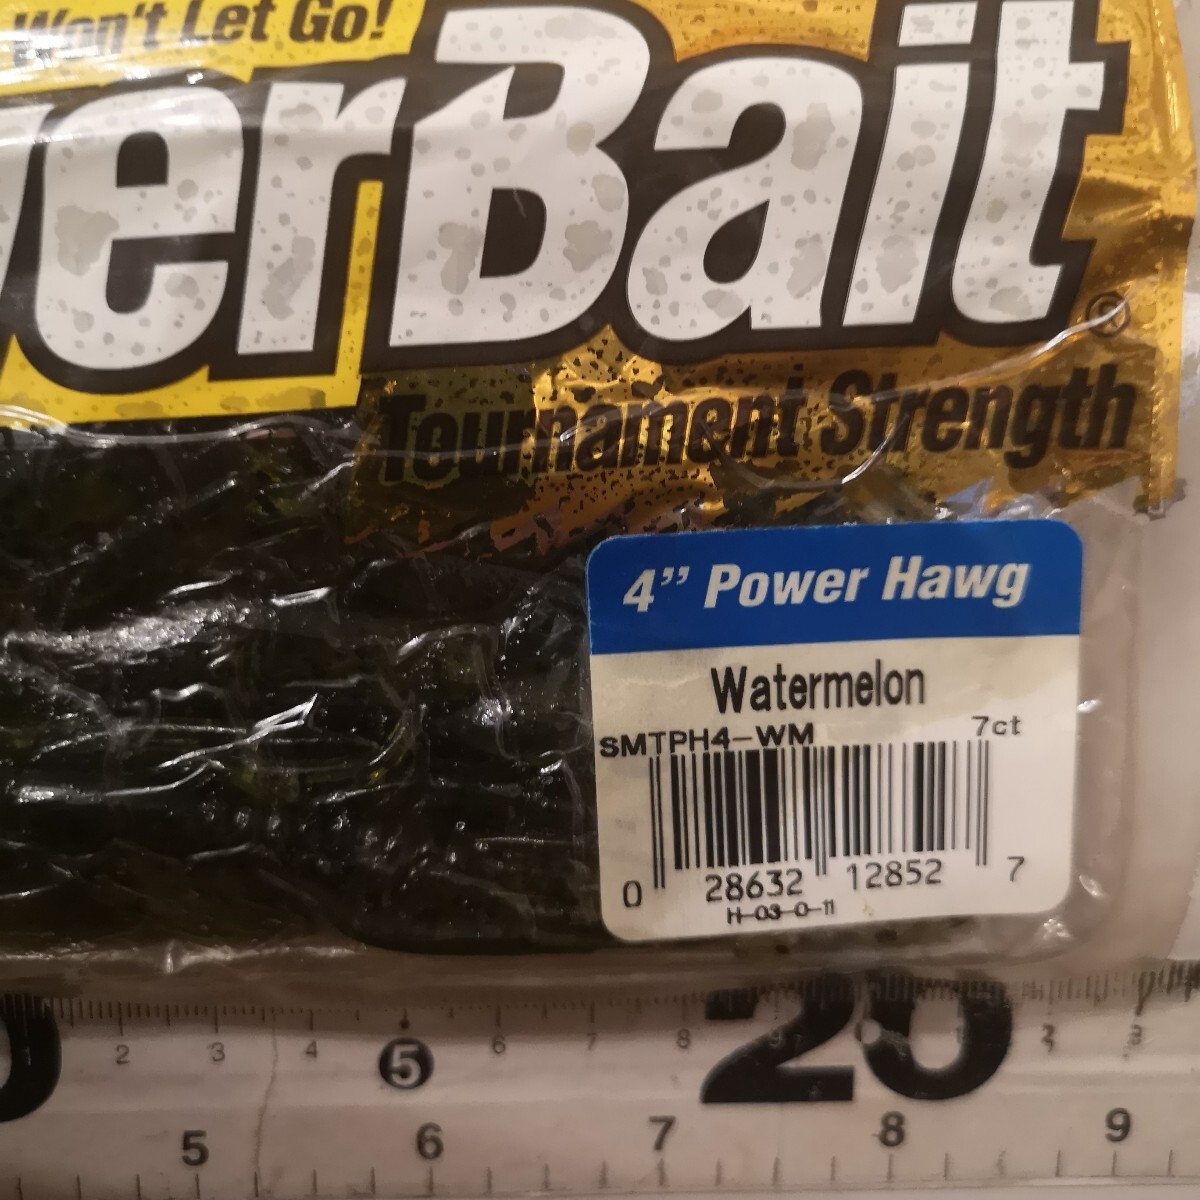 Won't Let Go!
erBait
®
Tournament Strength
4" Power Hawg
Watermelon
SMTPH4-WM 7ct
0 28632 12852 7
H-03-0-11
0 20
2 3 4 5 6 7 8 9
5 6 7 8 9